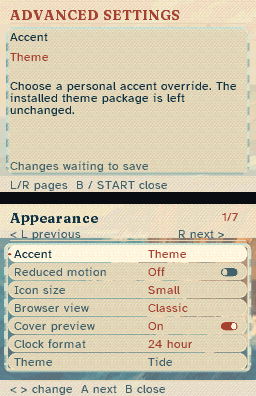 ADVANCED SETTINGS
Accent
Theme
Choose a personal accent override. The
installed theme package is left
unchanged.
Changes waiting to save
L/R pages B / START close
Appearance 1/7
< L previous R next >
Accent Theme
Reduced motion Off
Icon size Small
Browser view Classic
Cover preview On
Clock format 24 hour
Theme Tide
< > change A next B close